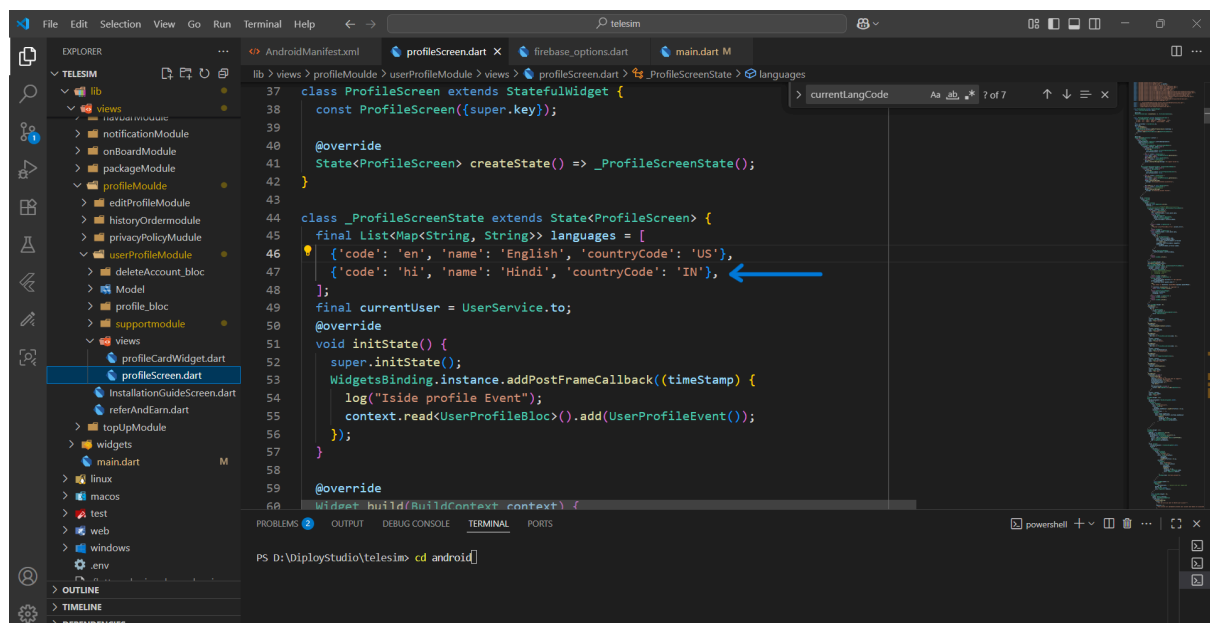 File Edit Selection View Go Run Terminal Help
telesim
EXPLORER
TELESIM
lib
views
navbarModule
notificationModule
onBoardModule
packageModule
profileMoulde
editProfileModule
historyOrdermodule
privacyPolicyMudule
userProfileModule
deleteAccount_bloc
Model
profile_bloc
supportmodule
views
profileCardWidget.dart
profileScreen.dart
InstallationGuideScreen.dart
referAndEarn.dart
topUpModule
widgets
main.dart M
linux
macos
test
web
windows
.env
OUTLINE
TIMELINE
DEPENDENCIES
AndroidManifest.xml profileScreen.dart firebase_options.dart main.dart M
lib > views > profileMoulde > userProfileModule > views > profileScreen.dart > _ProfileScreenState > languages
currentLangCode Aa ab .* ? of 7
37 class ProfileScreen extends StatefulWidget {
38 const ProfileScreen({super.key});
39
40 @override
41 State<ProfileScreen> createState() => _ProfileScreenState();
42 }
43
44 class _ProfileScreenState extends State<ProfileScreen> {
45 final List<Map<String, String>> languages = [
46 {'code': 'en', 'name': 'English', 'countryCode': 'US'},
47 {'code': 'hi', 'name': 'Hindi', 'countryCode': 'IN'},
48 ];
49 final currentUser = UserService.to;
50 @override
51 void initState() {
52 super.initState();
53 WidgetsBinding.instance.addPostFrameCallback((timeStamp) {
54 log("Iside profile Event");
55 context.read<UserProfileBloc>().add(UserProfileEvent());
56 });
57 }
58
59 @override
60 Widget build(BuildContext context) {
PROBLEMS 2 OUTPUT DEBUG CONSOLE TERMINAL PORTS
powershell
PS D:\DiployStudio\telesim> cd android